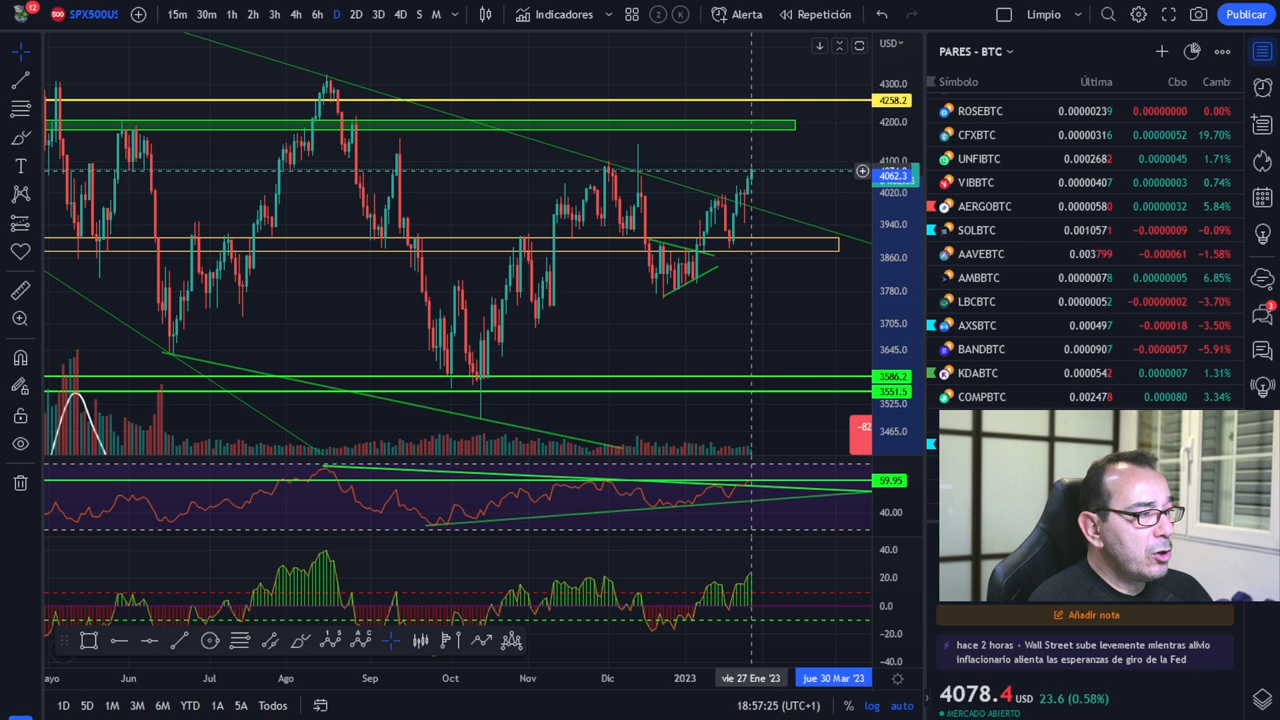 12
500 SPX500US
15m 30m 1h 2h 3h 4h 6h D 2D 3D 4D S M
Indicadores
2 K
Alerta
Repetición
Limpio
Publicar
USD
4300.0
4258.2
4200.0
4100.0
4062.3
4020.0
3940.0
3860.0
3780.0
3705.0
3645.0
3586.2
3551.5
3525.0
3465.0
-82
59.95
40.00
40.0
20.0
0.0
-20.0
-40.0
ayo Jun Jul Ago Sep Oct Nov Dic 2023 vie 27 Ene '23 jue 30 Mar '23
1D 5D 1M 3M 6M YTD 1A 5A Todos
18:57:25 (UTC+1) % log auto
PARES - BTC
Símbolo Última Cbo Camb
ROSEBTC 0.00000239 0.00000000 0.00%
CFXBTC 0.00000316 0.00000052 19.70%
UNFIBTC 0.0002682 0.0000045 1.71%
VIBBTC 0.00000407 0.00000003 0.74%
AERGOBTC 0.00000580 0.00000032 5.84%
SOLBTC 0.0010571 -0.0000009 -0.09%
AAVEBTC 0.003799 -0.000061 -1.58%
AMBBTC 0.00000078 0.00000005 6.85%
LBCBTC 0.00000052 -0.00000002 -3.70%
AXSBTC 0.000497 -0.000018 -3.50%
BANDBTC 0.0000907 -0.0000057 -5.91%
KDABTC 0.0000542 0.0000007 1.31%
COMPBTC 0.002478 0.000080 3.34%
3
Añadir nota
hace 2 horas • Wall Street sube levemente mientras alivio
inflacionario alienta las esperanzas de giro de la Fed
4078.4 USD 23.6 (0.58%)
MERCADO ABIERTO